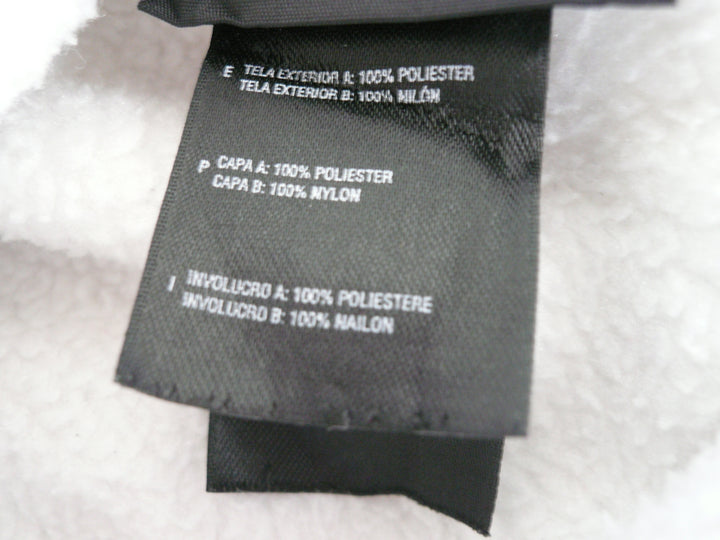 E TELA EXTERIOR A: 100% POLIESTER
TELA EXTERIOR B: 100% NILÓN
P CAPA A: 100% POLIESTER
CAPA B: 100% NYLON
I INVOLUCRO A: 100% POLIESTERE
INVOLUCRO B: 100% NAILON